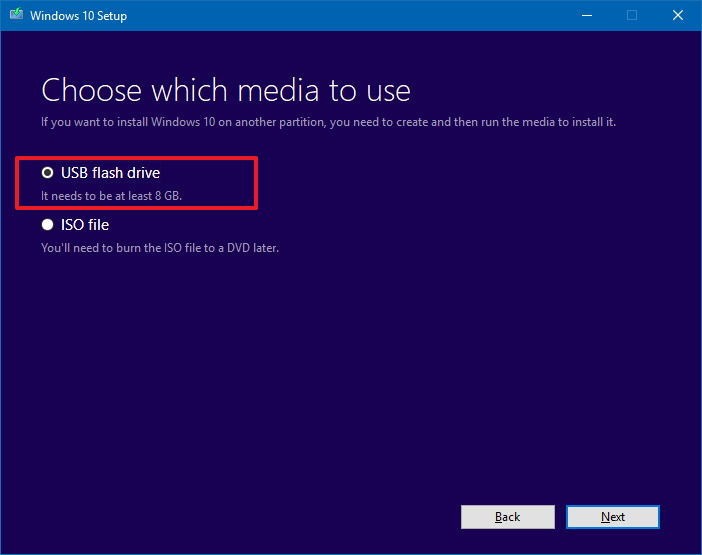 Windows 10 Setup
Choose which media to use
If you want to install Windows 10 on another partition, you need to create and then run the media to install it.
USB flash drive
It needs to be at least 8 GB.
ISO file
You'll need to burn the ISO file to a DVD later.
Back
Next